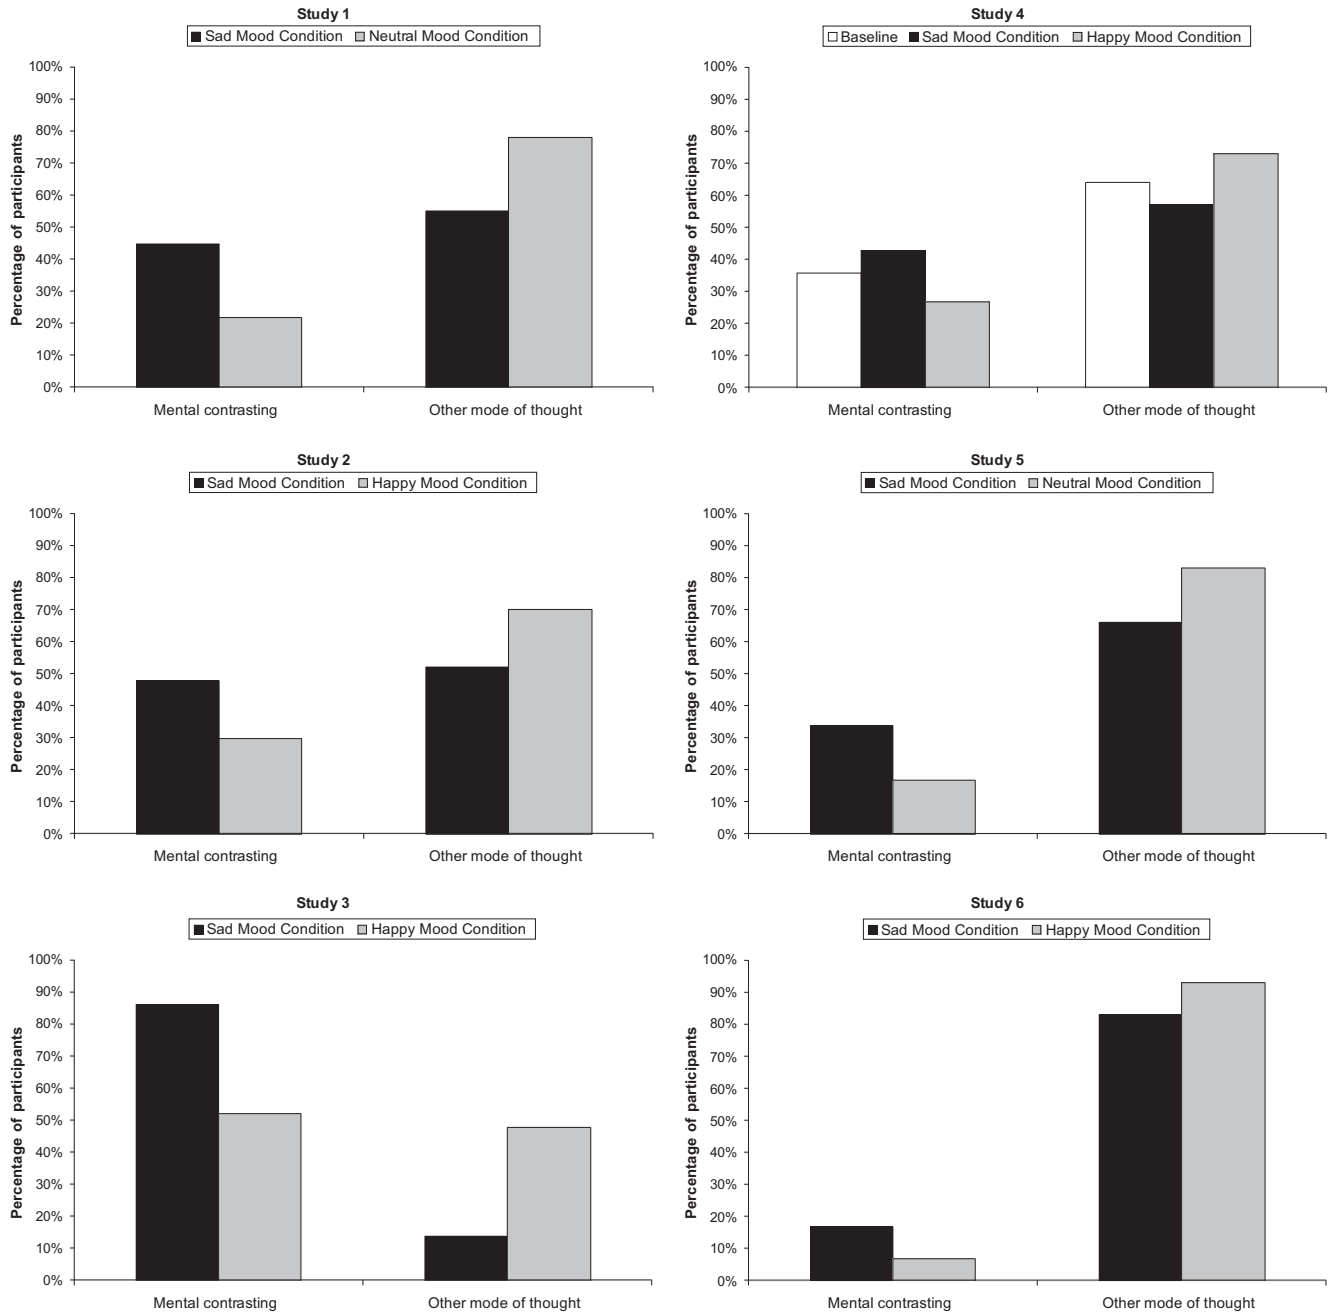 Study 1
Sad Mood Condition Neutral Mood Condition
Percentage of participants
100%
90%
80%
70%
60%
50%
40%
30%
20%
10%
0%
Mental contrasting Other mode of thought
Study 4
Baseline Sad Mood Condition Happy Mood Condition
Percentage of participants
100%
90%
80%
70%
60%
50%
40%
30%
20%
10%
0%
Mental contrasting Other mode of thought
Study 2
Sad Mood Condition Happy Mood Condition
Percentage of participants
100%
90%
80%
70%
60%
50%
40%
30%
20%
10%
0%
Mental contrasting Other mode of thought
Study 5
Sad Mood Condition Neutral Mood Condition
Percentage of participants
100%
90%
80%
70%
60%
50%
40%
30%
20%
10%
0%
Mental contrasting Other mode of thought
Study 3
Sad Mood Condition Happy Mood Condition
Percentage of participants
100%
90%
80%
70%
60%
50%
40%
30%
20%
10%
0%
Mental contrasting Other mode of thought
Study 6
Sad Mood Condition Happy Mood Condition
Percentage of participants
100%
90%
80%
70%
60%
50%
40%
30%
20%
10%
0%
Mental contrasting Other mode of thought